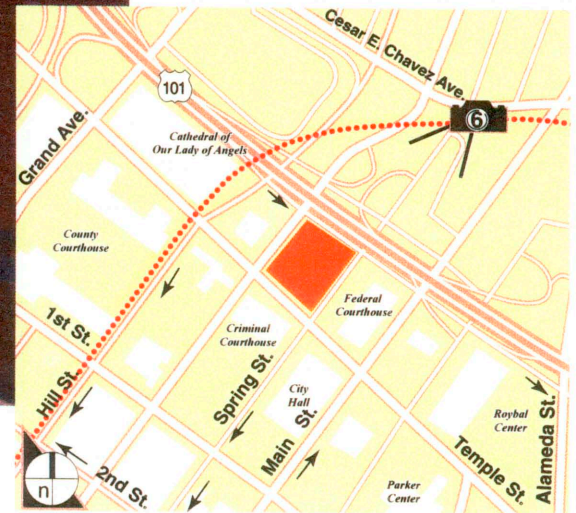 Cesar E. Chavez Ave.
101
6
Grand Ave.
Cathedral of
Our Lady of Angels
County
Courthouse
1st St.
Federal
Courthouse
Criminal
Courthouse
Hill St.
Spring St.
City
Hall
Main St.
Roybal
Center
Alameda St.
Temple St.
2nd St.
Parker
Center
n